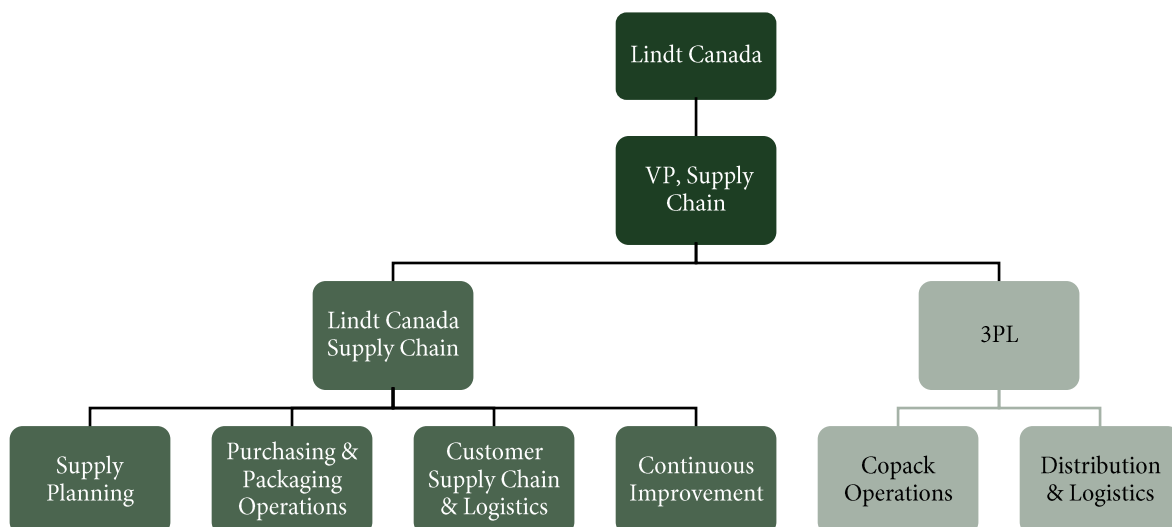 Lindt Canada
VP, Supply
Chain
Lindt Canada
Supply Chain
3PL
Supply
Planning
Purchasing &
Packaging
Operations
Customer
Supply Chain
& Logistics
Continuous
Improvement
Copack
Operations
Distribution
& Logistics